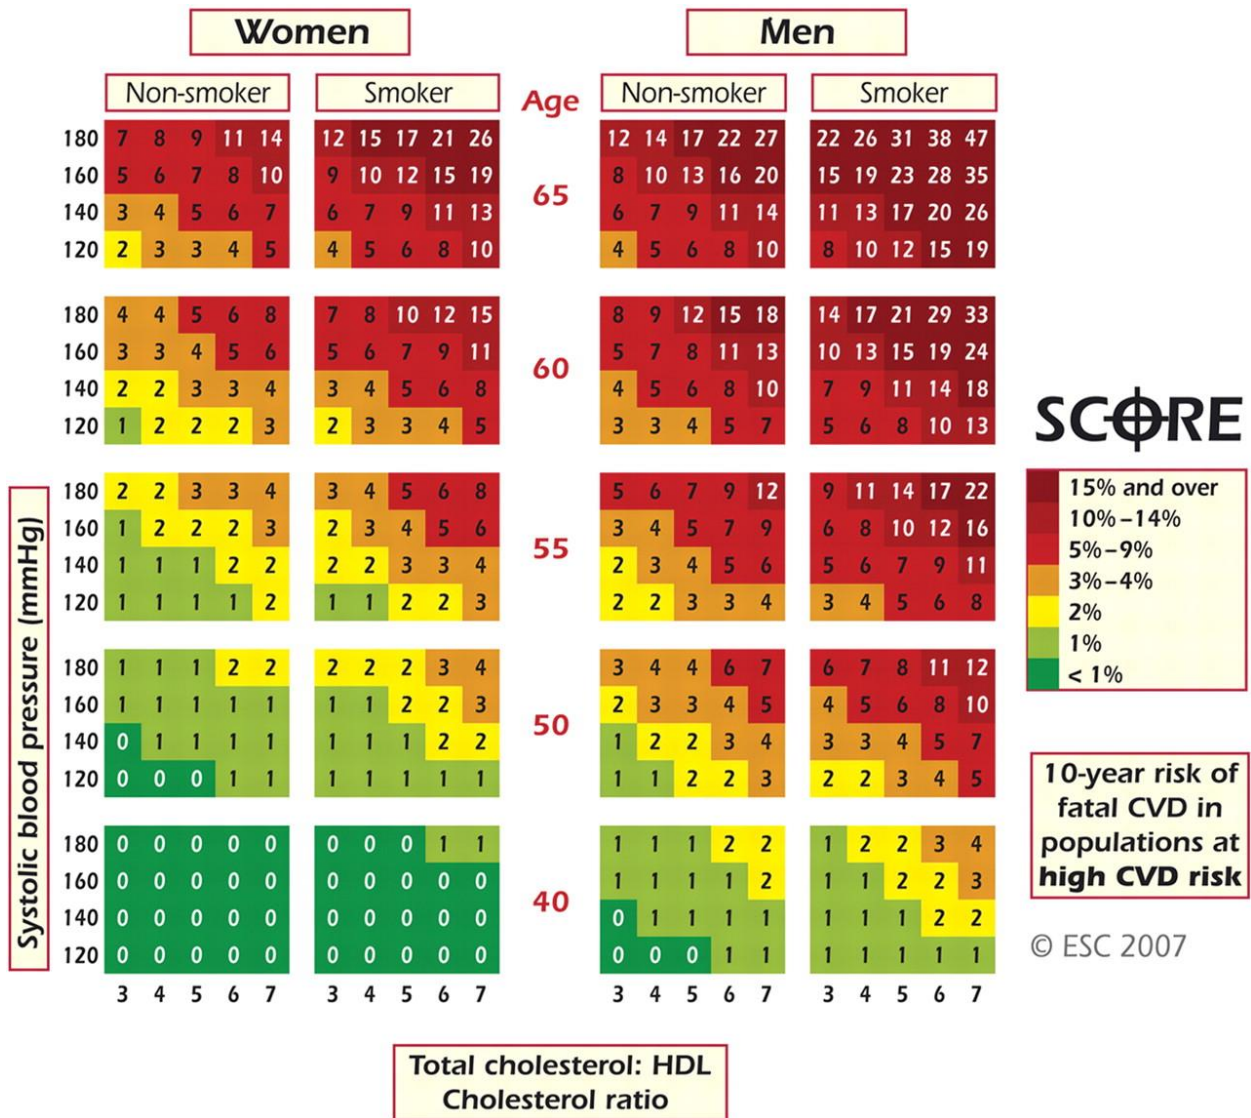 Women Men
Non-smoker Smoker Age Non-smoker Smoker
180 7 8 9 11 14 12 15 17 21 26 12 14 17 22 27 22 26 31 38 47
160 5 6 7 8 10 9 10 12 15 19 8 10 13 16 20 15 19 23 28 35
65
140 3 4 5 6 7 6 7 9 11 13 6 7 9 11 14 11 13 17 20 26
120 2 3 3 4 5 4 5 6 8 10 4 5 6 8 10 8 10 12 15 19
180 4 4 5 6 8 7 8 10 12 15 8 9 12 15 18 14 17 21 29 33
160 3 3 4 5 6 5 6 7 9 11 5 7 8 11 13 10 13 15 19 24
60
140 2 2 3 3 4 3 4 5 6 8 4 5 6 8 10 7 9 11 14 18
120 1 2 2 2 3 2 3 3 4 5 3 3 4 5 7 5 6 8 10 13
180 2 2 3 3 4 3 4 5 6 8 5 6 7 9 12 9 11 14 17 22
160 1 2 2 2 3 2 3 4 5 6 3 4 5 7 9 6 8 10 12 16
55
140 1 1 1 2 2 2 2 3 3 4 2 3 4 5 6 5 6 7 9 11
120 1 1 1 1 2 1 1 2 2 3 2 2 3 3 4 3 4 5 6 8
180 1 1 1 2 2 2 2 2 3 4 3 4 4 6 7 6 7 8 11 12
160 1 1 1 1 1 1 1 2 2 3 2 3 3 4 5 4 5 6 8 10
50
140 0 1 1 1 1 1 1 1 2 2 1 2 2 3 4 3 3 4 5 7
120 0 0 0 1 1 1 1 1 1 1 1 1 2 2 3 2 2 3 4 5
180 0 0 0 0 0 0 0 0 1 1 1 1 1 2 2 1 2 2 3 4
160 0 0 0 0 0 0 0 0 0 0 1 1 1 1 2 1 1 2 2 3
40
140 0 0 0 0 0 0 0 0 0 0 0 1 1 1 1 1 1 1 2 2
120 0 0 0 0 0 0 0 0 0 0 0 0 0 1 1 1 1 1 1 1
3 4 5 6 7 3 4 5 6 7 3 4 5 6 7 3 4 5 6 7
Systolic blood pressure (mmHg)
Total cholesterol: HDL
Cholesterol ratio
SCORE
15% and over
10%–14%
5%–9%
3%–4%
2%
1%
< 1%
10-year risk of
fatal CVD in
populations at
high CVD risk
© ESC 2007